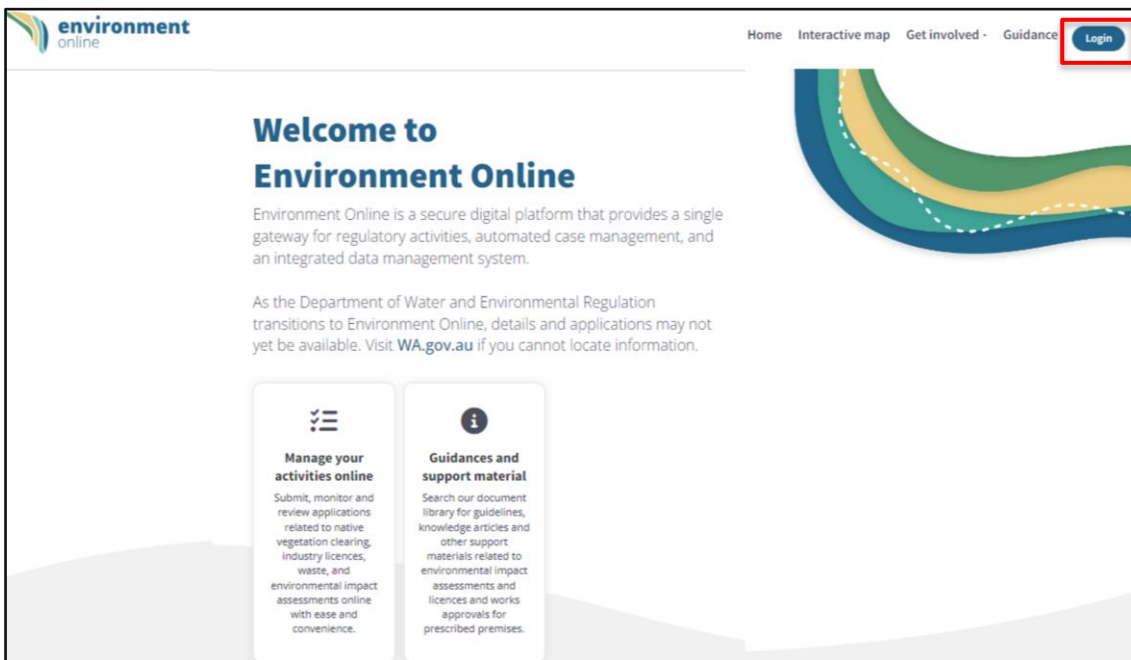 environment
online
Home Interactive map Get involved - Guidance Login
Welcome to
Environment Online
Environment Online is a secure digital platform that provides a single
gateway for regulatory activities, automated case management, and
an integrated data management system.
As the Department of Water and Environmental Regulation
transitions to Environment Online, details and applications may not
yet be available. Visit WA.gov.au if you cannot locate information.
Manage your
activities online
Submit, monitor and
review applications
related to native
vegetation clearing,
industry licences,
waste, and
environmental impact
assessments online
with ease and
convenience.
Guidances and
support material
Search our document
library for guidelines,
knowledge articles and
other support
materials related to
environmental impact
assessments and
licences and works
approvals for
prescribed premises.